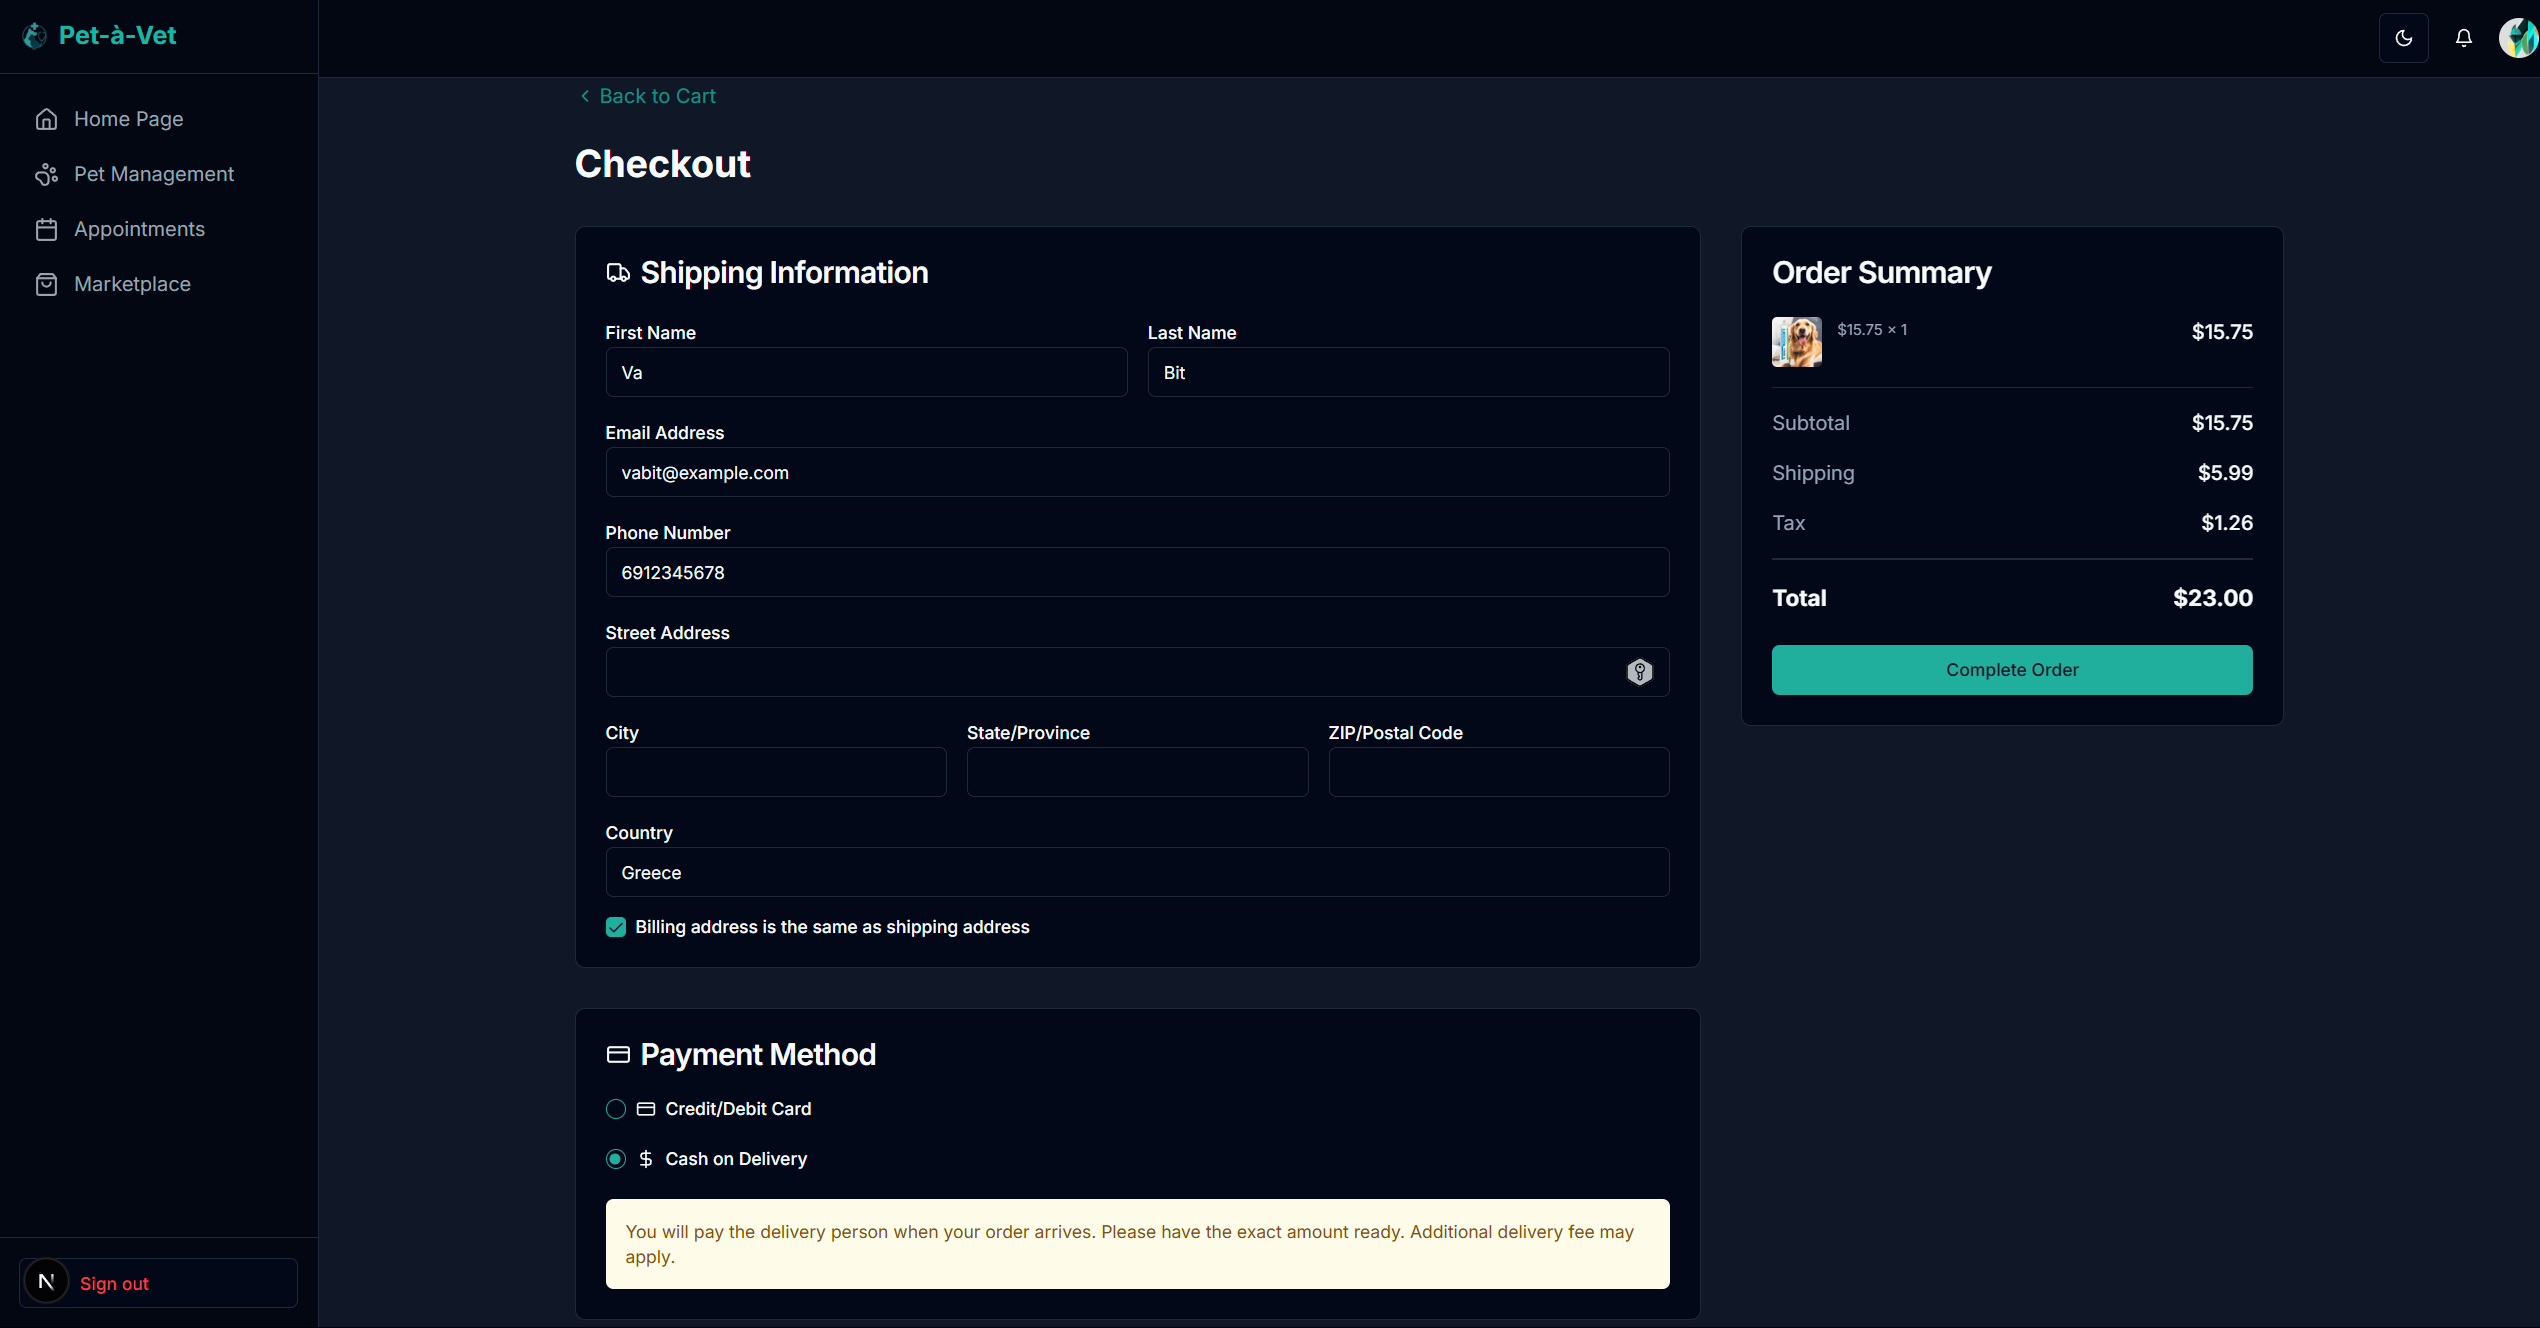 Pet-à-Vet
Home Page
Pet Management
Appointments
Marketplace
N
Sign out
Back to Cart
Checkout
Shipping Information
First Name
Last Name
Va
Bit
Email Address
vabit@example.com
Phone Number
6912345678
Street Address
City
State/Province
ZIP/Postal Code
Country
Greece
Billing address is the same as shipping address
Payment Method
Credit/Debit Card
$ Cash on Delivery
You will pay the delivery person when your order arrives. Please have the exact amount ready. Additional delivery fee may
apply.
Order Summary
$15.75 × 1
$15.75
Subtotal $15.75
Shipping $5.99
Tax $1.26
Total $23.00
Complete Order